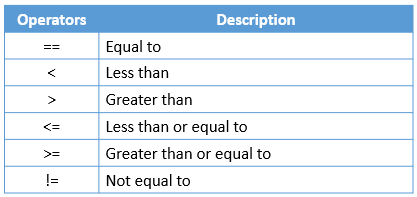 Operators Description
== Equal to
< Less than
> Greater than
<= Less than or equal to
>= Greater than or equal to
!= Not equal to